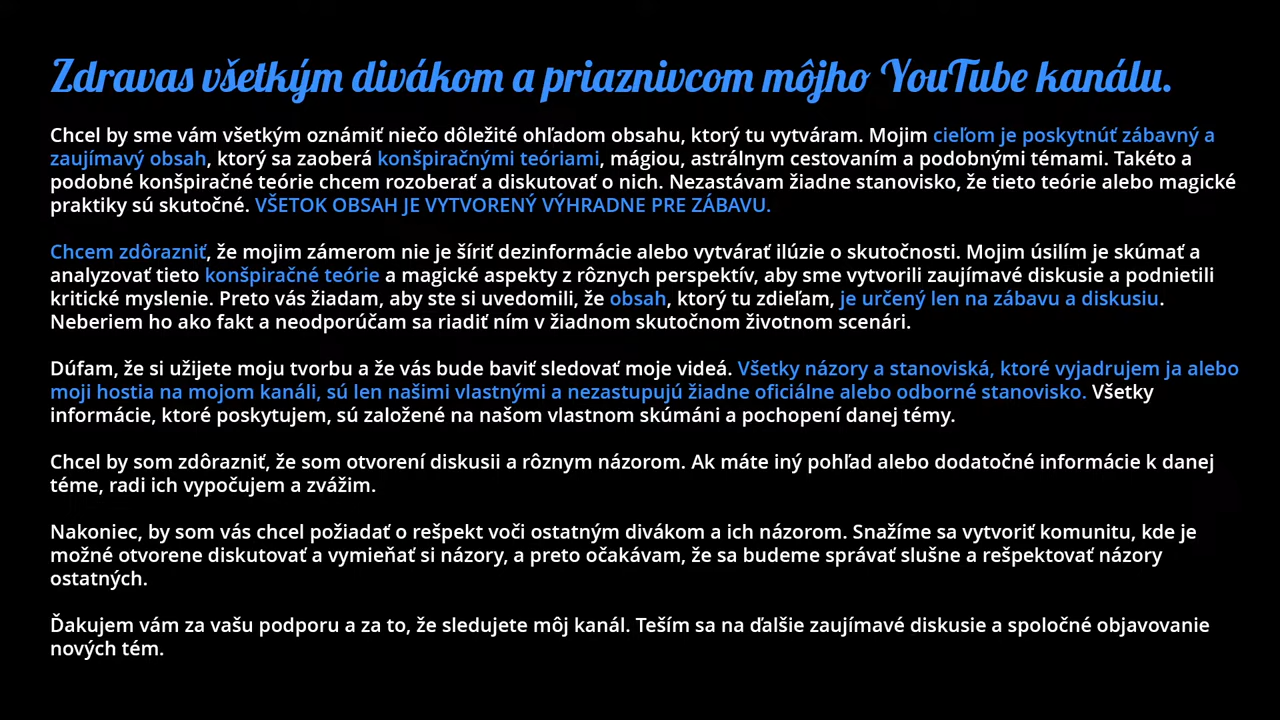 Zdravas všetkým divákom a priaznivcom môjho YouTube kanálu.
Chcel by sme vám všetkým oznámiť niečo dôležité ohľadom obsahu, ktorý tu vytváram. Mojim cieľom je poskytnúť zábavný a
zaujímavý obsah, ktorý sa zaoberá konšpiračnými teóriami, mágiou, astrálnym cestovaním a podobnými témami. Takéto a
podobné konšpiračné teórie chcem rozoberať a diskutovať o nich. Nezastávam žiadne stanovisko, že tieto teórie alebo magické
praktiky sú skutočné. VŠETOK OBSAH JE VYTVORENÝ VÝHRADNE PRE ZÁBAVU.
Chcem zdôrazniť, že mojim zámerom nie je šíriť dezinformácie alebo vytvárať ilúzie o skutočnosti. Mojim úsilím je skúmať a
analyzovať tieto konšpiračné teórie a magické aspekty z rôznych perspektív, aby sme vytvorili zaujímavé diskusie a podnietili
kritické myslenie. Preto vás žiadam, aby ste si uvedomili, že obsah, ktorý tu zdieľam, je určený len na zábavu a diskusiu.
Neberiem ho ako fakt a neodporúčam sa riadiť ním v žiadnom skutočnom životnom scenári.
Dúfam, že si užijete moju tvorbu a že vás bude baviť sledovať moje videá. Všetky názory a stanoviská, ktoré vyjadrujem ja alebo
moji hostia na mojom kanáli, sú len našimi vlastnými a nezastupujú žiadne oficiálne alebo odborné stanovisko. Všetky
informácie, ktoré poskytujem, sú založené na našom vlastnom skúmáni a pochopení danej témy.
Chcel by som zdôrazniť, že som otvorení diskusii a rôznym názorom. Ak máte iný pohľad alebo dodatočné informácie k danej
téme, radi ich vypočujem a zvážim.
Nakoniec, by som vás chcel požiadať o rešpekt voči ostatným divákom a ich názorom. Snažíme sa vytvoriť komunitu, kde je
možné otvorene diskutovať a vymieňať si názory, a preto očakávam, že sa budeme správať slušne a rešpektovať názory
ostatných.
Ďakujem vám za vašu podporu a za to, že sledujete môj kanál. Teším sa na ďalšie zaujímavé diskusie a spoločné objavovanie
nových tém.